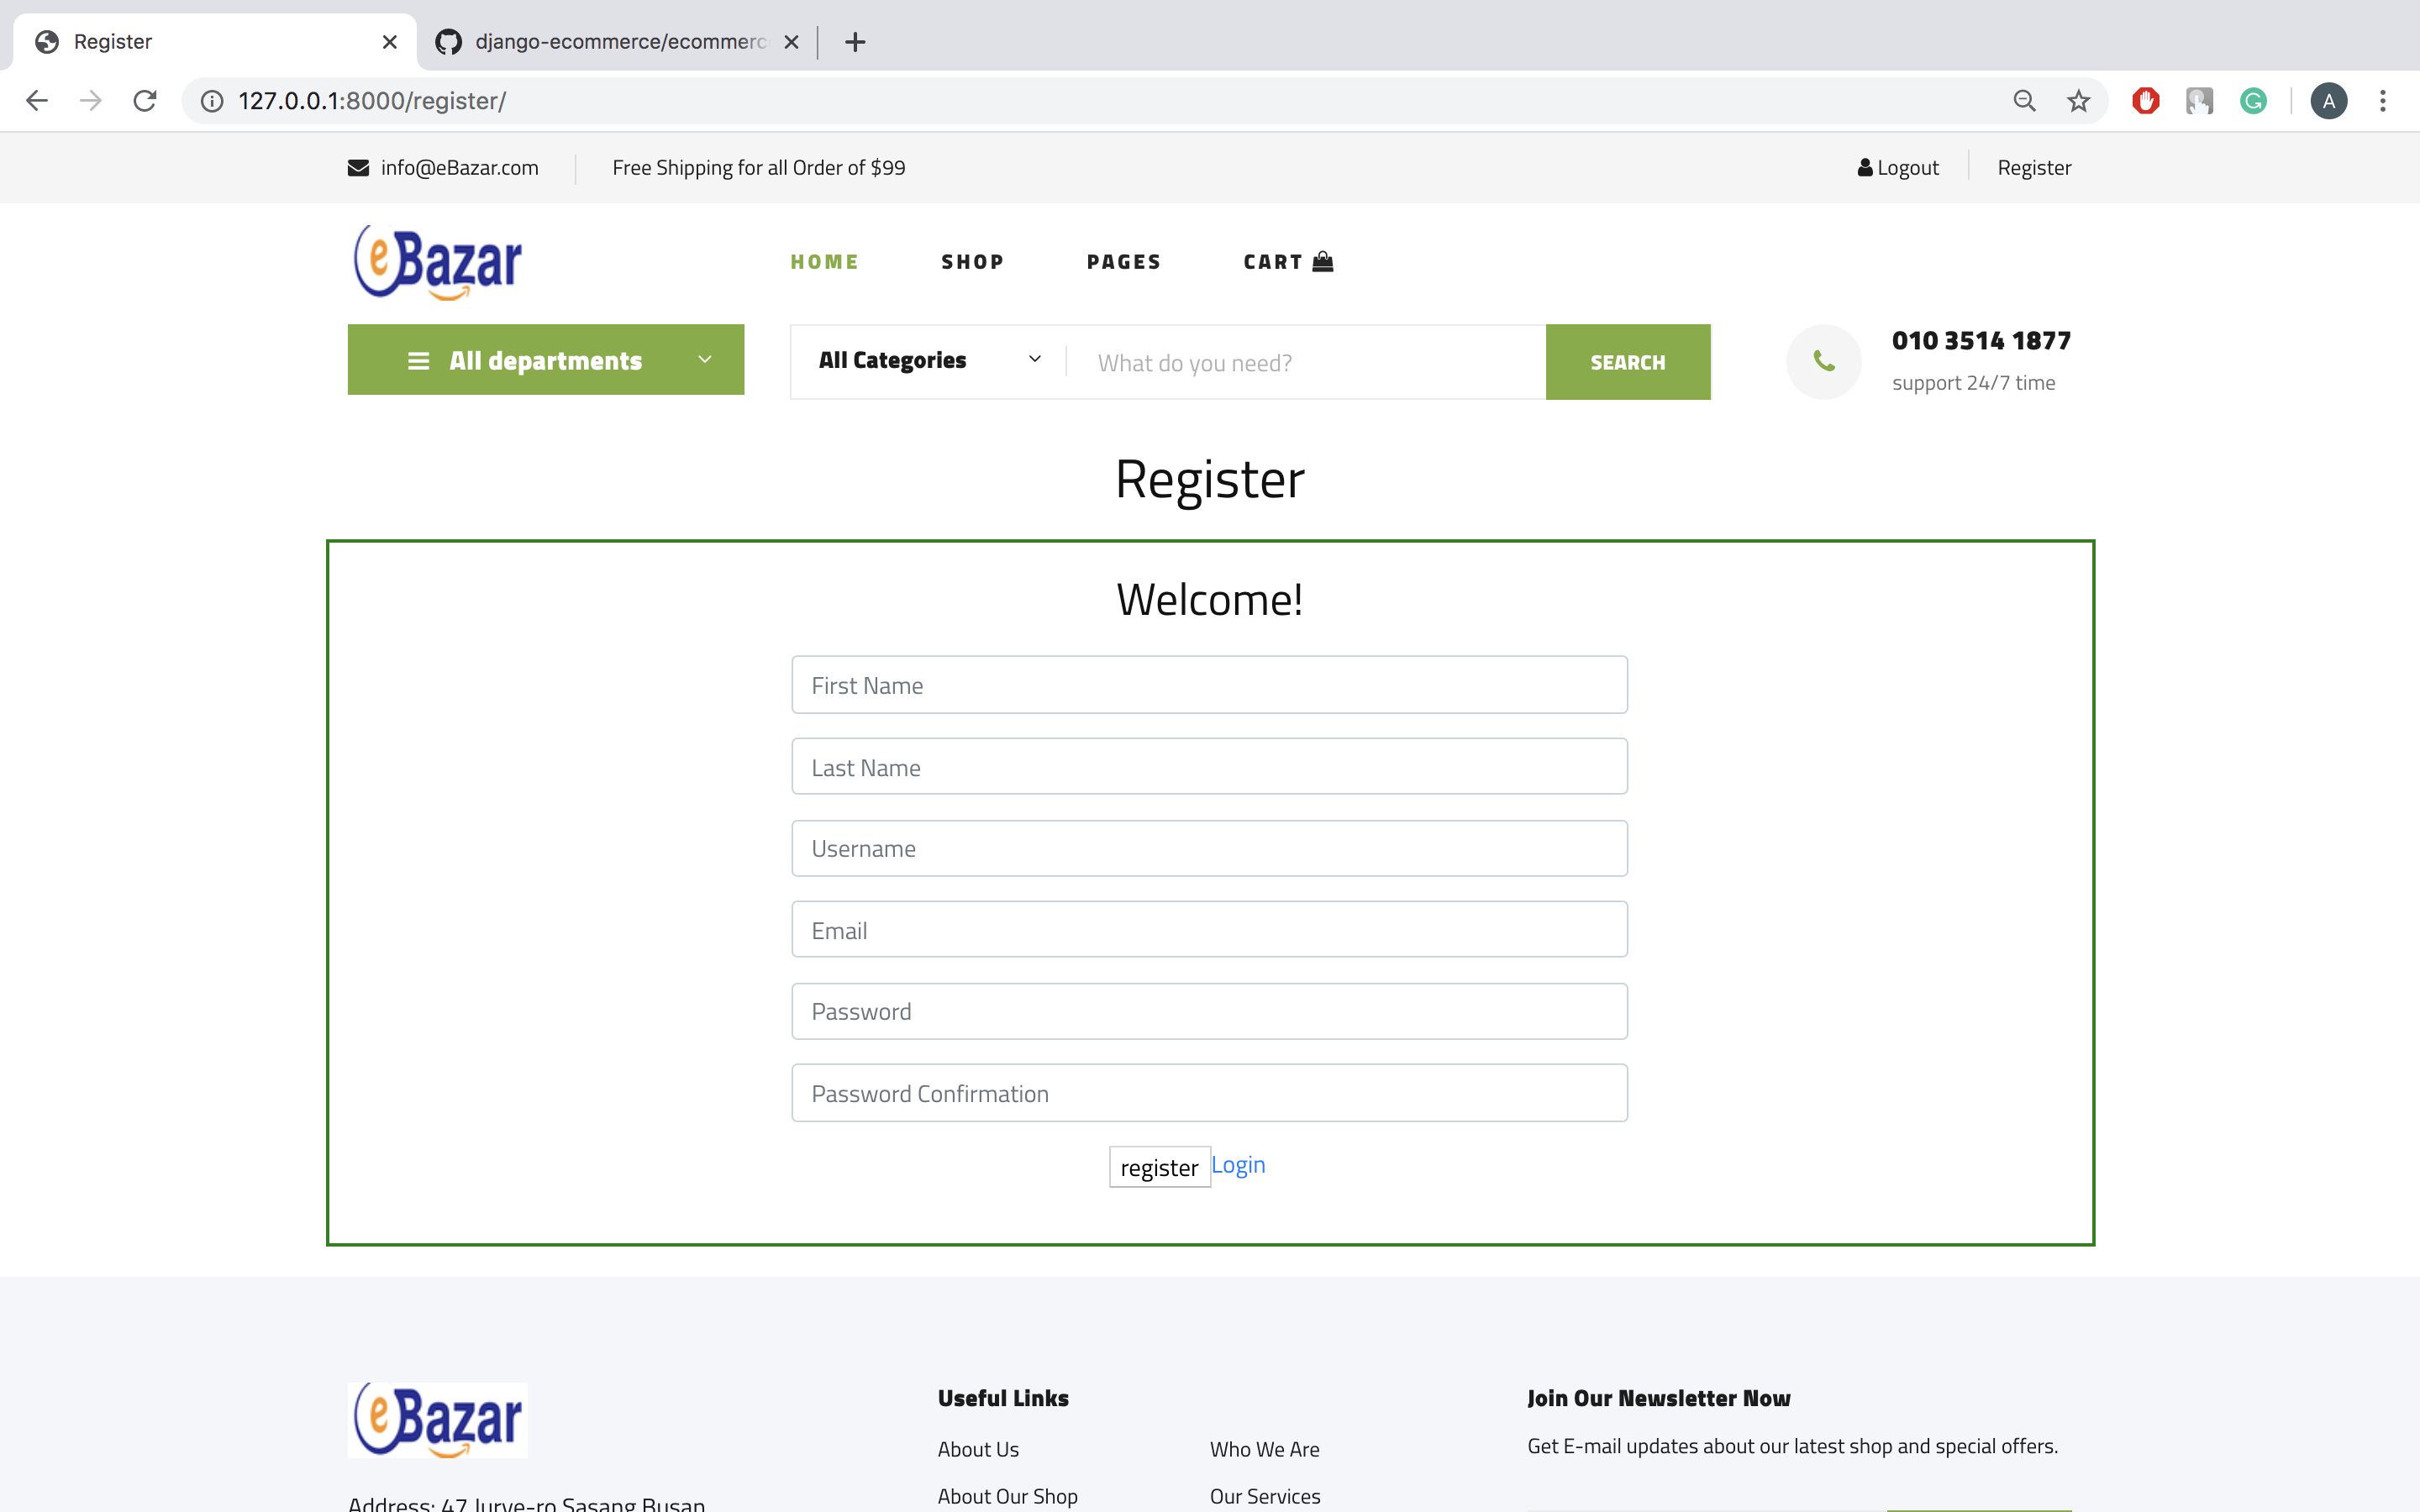 Register
django-ecommerce/ecommerc
127.0.0.1:8000/register/
A
info@eBazar.com
Free Shipping for all Order of $99
Logout
Register
eBazar
HOME
SHOP
PAGES
CART
All departments
All Categories
What do you need?
SEARCH
010 3514 1877
support 24/7 time
Register
Welcome!
First Name
Last Name
Username
Email
Password
Password Confirmation
register Login
eBazar
Address: 47 Jurye-ro Sasang Busan
Useful Links
About Us
Who We Are
About Our Shop
Our Services
Join Our Newsletter Now
Get E-mail updates about our latest shop and special offers.